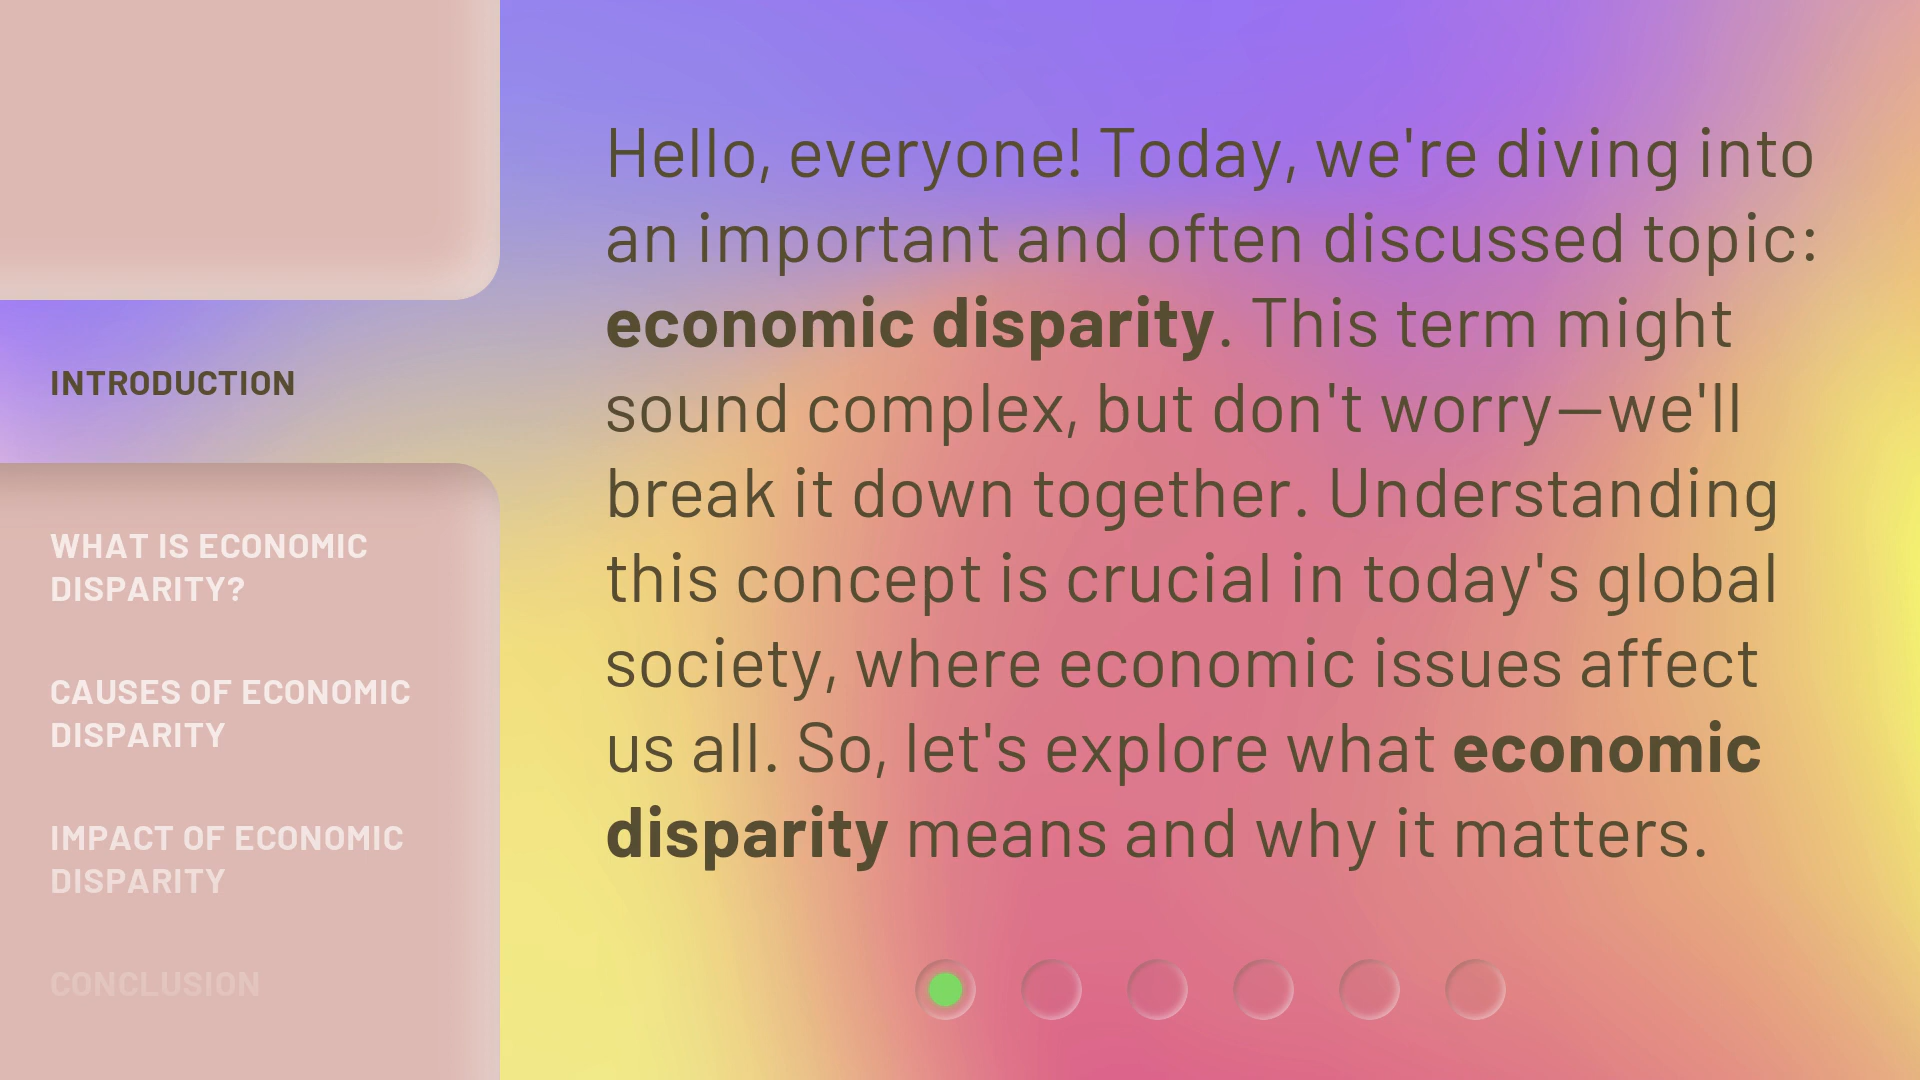 INTRODUCTION
WHAT IS ECONOMIC
DISPARITY?
CAUSES OF ECONOMIC
DISPARITY
IMPACT OF ECONOMIC
DISPARITY
CONCLUSION
Hello, everyone! Today, we're diving into
an important and often discussed topic:
economic disparity. This term might
sound complex, but don't worry—we'll
break it down together. Understanding
this concept is crucial in today's global
society, where economic issues affect
us all. So, let's explore what economic
disparity means and why it matters.